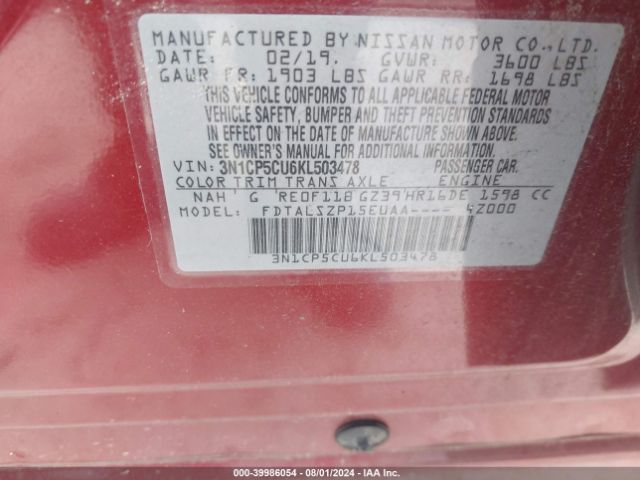 MANUFACTURED BY NISSAN MOTOR CO., LTD.
DATE: 02/19. GVWR: 3600 LBS
GAWR FR: 1903 LBS GAWR RR: 1698 LBS
THIS VEHICLE CONFORMS TO ALL APPLICABLE FEDERAL MOTOR
VEHICLE SAFETY, BUMPER AND THEFT PREVENTION STANDARDS
IN EFFECT ON THE DATE OF MANUFACTURE SHOWN ABOVE.
SEE OWNER'S MANUAL FOR ADDITIONAL INFORMATION.
VIN: 3N1CP5CU6KL503478 PASSENGER CAR.
COLOR TRIM TRANS AXLE ENGINE
NAH G RE0F11B GZ39 HR16DE 1598 CC
MODEL: FDTALSZP15EUAA---- 4Z000
3N1CP5CU6KL503478
000-39986054 - 08/01/2024 - IAA Inc.